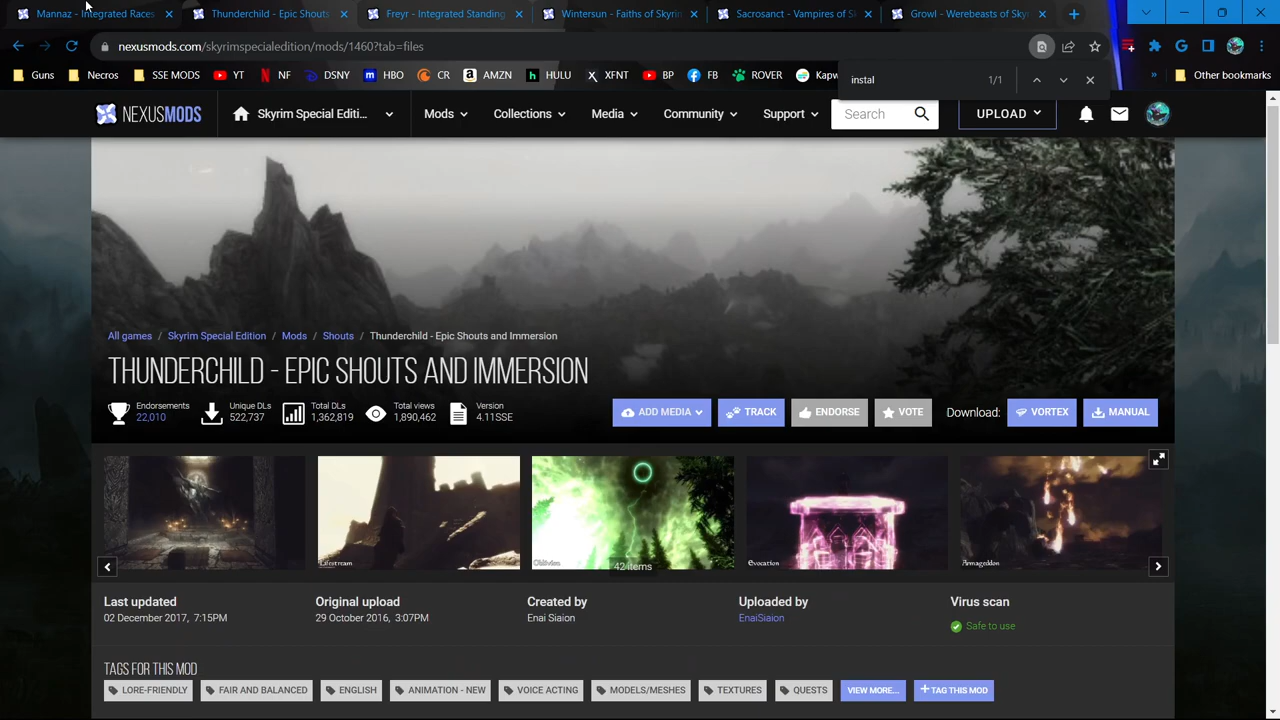 Mannaz - Integrated Races
Thunderchild - Epic Shouts
Freyr - Integrated Standing
Wintersun - Faiths of Skyrim
Sacrosanct - Vampires of Sk
Growl - Werebeasts of Sky
nexusmods.com/skyrimspecialedition/mods/1460?tab=files
Guns
Necros
SSE MODS
YT
NF
DSNY
HBO
CR
AMZN
HULU
XFNT
BP
FB
ROVER
Kapw
Other bookmarks
instal
1/1
NEXUSMODS
Skyrim Special Editi...
Mods
Collections
Media
Community
Support
Search
UPLOAD
All games / Skyrim Special Edition / Mods / Shouts / Thunderchild - Epic Shouts and Immersion
THUNDERCHILD - EPIC SHOUTS AND IMMERSION
Endorsements
22,010
Unique DLs
522,737
Total DLs
1,362,819
Total views
1,890,462
Version
4.11SSE
ADD MEDIA
TRACK
ENDORSE
VOTE
Download:
VORTEX
MANUAL
Lifestream
Oblivion
42 items
Evocation
Armageddon
Last updated
02 December 2017, 7:15PM
Original upload
29 October 2016, 3:07PM
Created by
Enai Siaion
Uploaded by
EnaiSiaion
Virus scan
Safe to use
TAGS FOR THIS MOD
LORE-FRIENDLY
FAIR AND BALANCED
ENGLISH
ANIMATION - NEW
VOICE ACTING
MODELS/MESHES
TEXTURES
QUESTS
VIEW MORE...
TAG THIS MOD